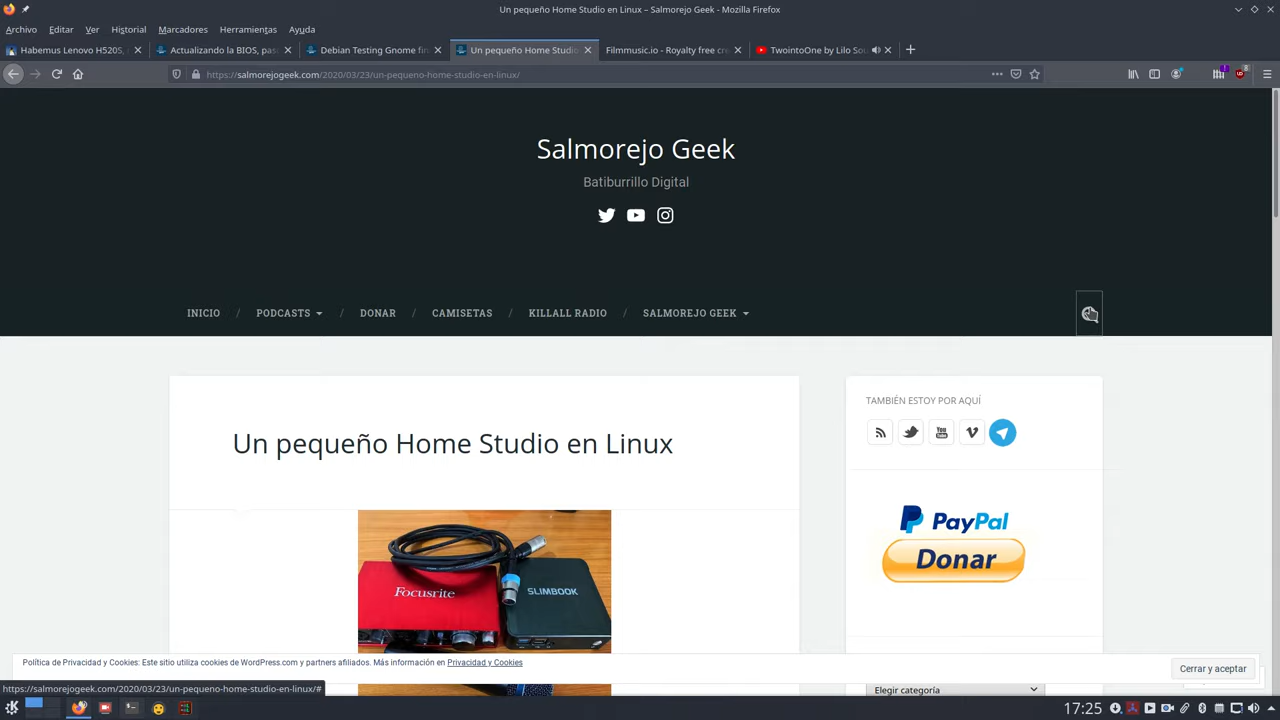 Un pequeño Home Studio en Linux – Salmorejo Geek - Mozilla Firefox
Archivo Editar Ver Historial Marcadores Herramientas Ayuda
Habemus Lenovo H520S, Actualizando la BIOS, pas Debian Testing Gnome fin Un pequeño Home Studio Filmmusic.io - Royalty free cre TwointoOne by Lilo Sou
https://salmorejogeek.com/2020/03/23/un-pequeno-home-studio-en-linux/
Salmorejo Geek
Batiburrillo Digital
INICIO / PODCASTS / DONAR / CAMISETAS / KILLALL RADIO / SALMOREJO GEEK
Un pequeño Home Studio en Linux
Focusrite
SLIMBOOK
TAMBIÉN ESTOY POR AQUÍ
You Tube
PayPal
Donar
Elegir categoría
Política de Privacidad y Cookies: Este sitio utiliza cookies de WordPress.com y partners afiliados. Más información en Privacidad y Cookies
Cerrar y aceptar
https://salmorejogeek.com/2020/03/23/un-pequeno-home-studio-en-linux/#
17:25